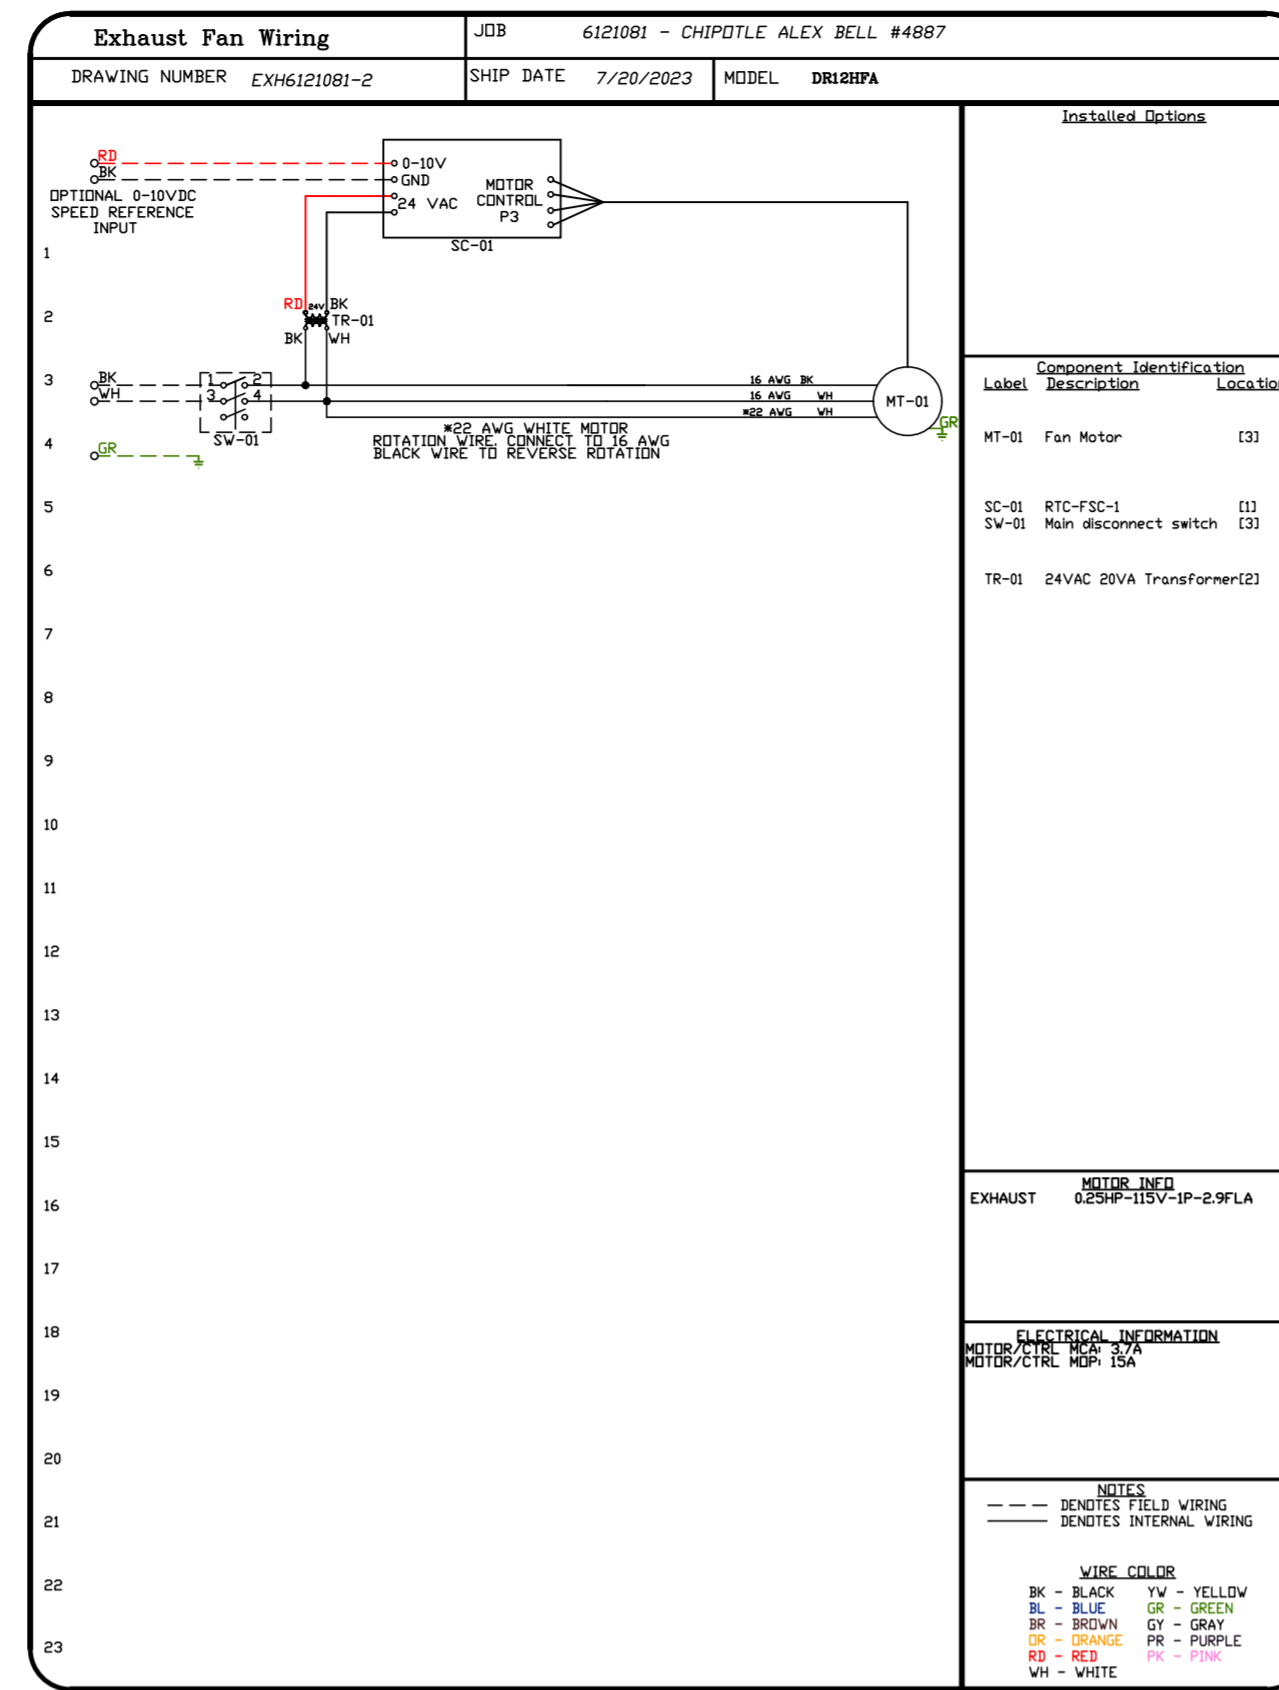 Exhaust Fan Wiring
JOB 6121081 - CHIPOTLE ALEX BELL #4887
DRAWING NUMBER EXH6121081-2
SHIP DATE 7/20/2023
MODEL DR12HFA
RD
BK
OPTIONAL 0-10VDC
SPEED REFERENCE
INPUT
0-10V
GND
24 VAC
MOTOR
CONTROL
P3
SC-01
RD 24V BK
TR-01
BK WH
BK
WH
1 2
3 4
SW-01
GR
16 AWG BK
16 AWG WH
*22 AWG WH
MT-01
GR
*22 AWG WHITE MOTOR
ROTATION WIRE. CONNECT TO 16 AWG
BLACK WIRE TO REVERSE ROTATION
1
2
3
4
5
6
7
8
9
10
11
12
13
14
15
16
17
18
19
20
21
22
23
Installed Options
Component Identification
Label Description Location
MT-01 Fan Motor [3]
SC-01 RTC-FSC-1 [1]
SW-01 Main disconnect switch [3]
TR-01 24VAC 20VA Transformer[2]
MOTOR INFO
EXHAUST 0.25HP-115V-1P-2.9FLA
ELECTRICAL INFORMATION
MOTOR/CTRL MCA: 3.7A
MOTOR/CTRL MOP: 15A
NOTES
DENOTES FIELD WIRING
DENOTES INTERNAL WIRING
WIRE COLOR
BK - BLACK YW - YELLOW
BL - BLUE GR - GREEN
BR - BROWN GY - GRAY
OR - ORANGE PR - PURPLE
RD - RED PK - PINK
WH - WHITE